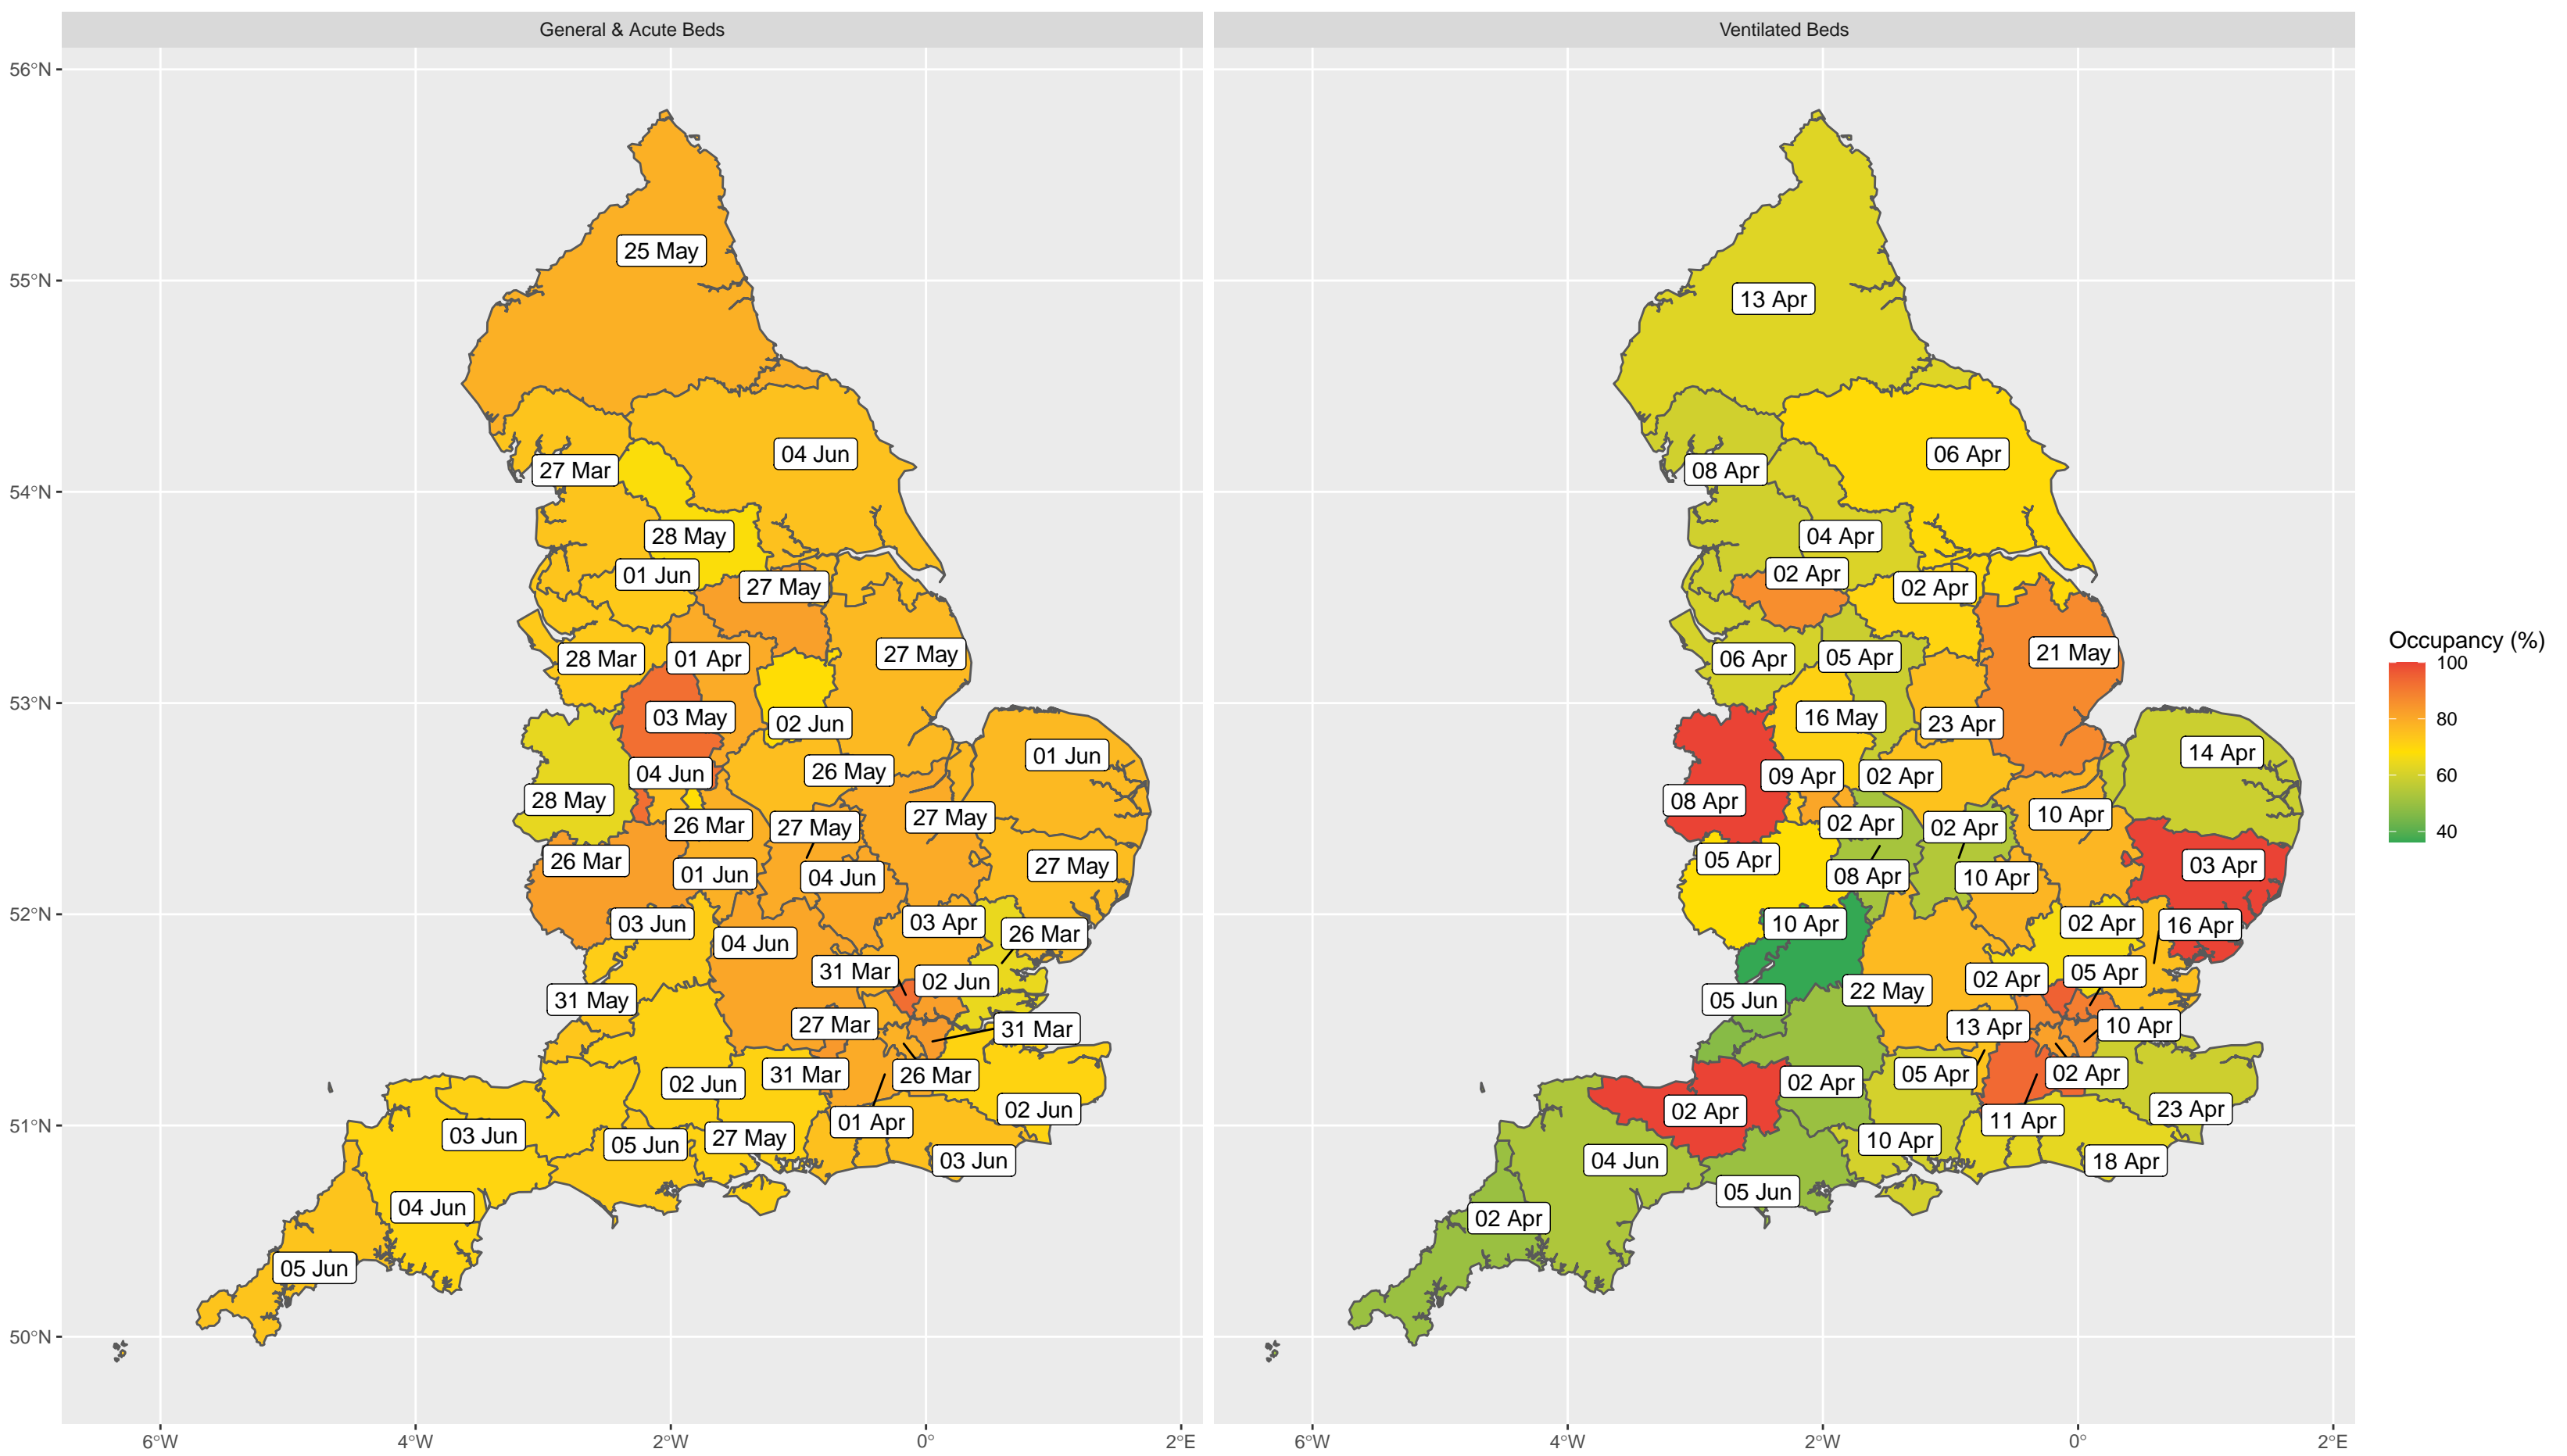 General & Acute Beds
Ventilated Beds
56°N
55°N
54°N
53°N
52°N
51°N
50°N
25 May
04 Jun
27 Mar
28 May
01 Jun
27 May
28 Mar
01 Apr
27 May
03 May
02 Jun
01 Jun
04 Jun
26 May
28 May
26 Mar
27 May
27 May
26 Mar
01 Jun
04 Jun
27 May
03 Jun
04 Jun
03 Apr
26 Mar
31 Mar
02 Jun
31 May
27 Mar
31 Mar
02 Jun
31 Mar
26 Mar
02 Jun
01 Apr
03 Jun
05 Jun
27 May
03 Jun
04 Jun
05 Jun
13 Apr
06 Apr
08 Apr
04 Apr
02 Apr
02 Apr
06 Apr
05 Apr
21 May
16 May
23 Apr
14 Apr
09 Apr
02 Apr
08 Apr
02 Apr
02 Apr
10 Apr
05 Apr
08 Apr
10 Apr
03 Apr
10 Apr
02 Apr
16 Apr
02 Apr
05 Apr
05 Jun
22 May
13 Apr
10 Apr
02 Apr
05 Apr
02 Apr
02 Apr
11 Apr
23 Apr
04 Jun
10 Apr
18 Apr
05 Jun
02 Apr
6°W
4°W
2°W
0°
2°E
6°W
4°W
2°W
0°
2°E
Occupancy (%)
100
80
60
40